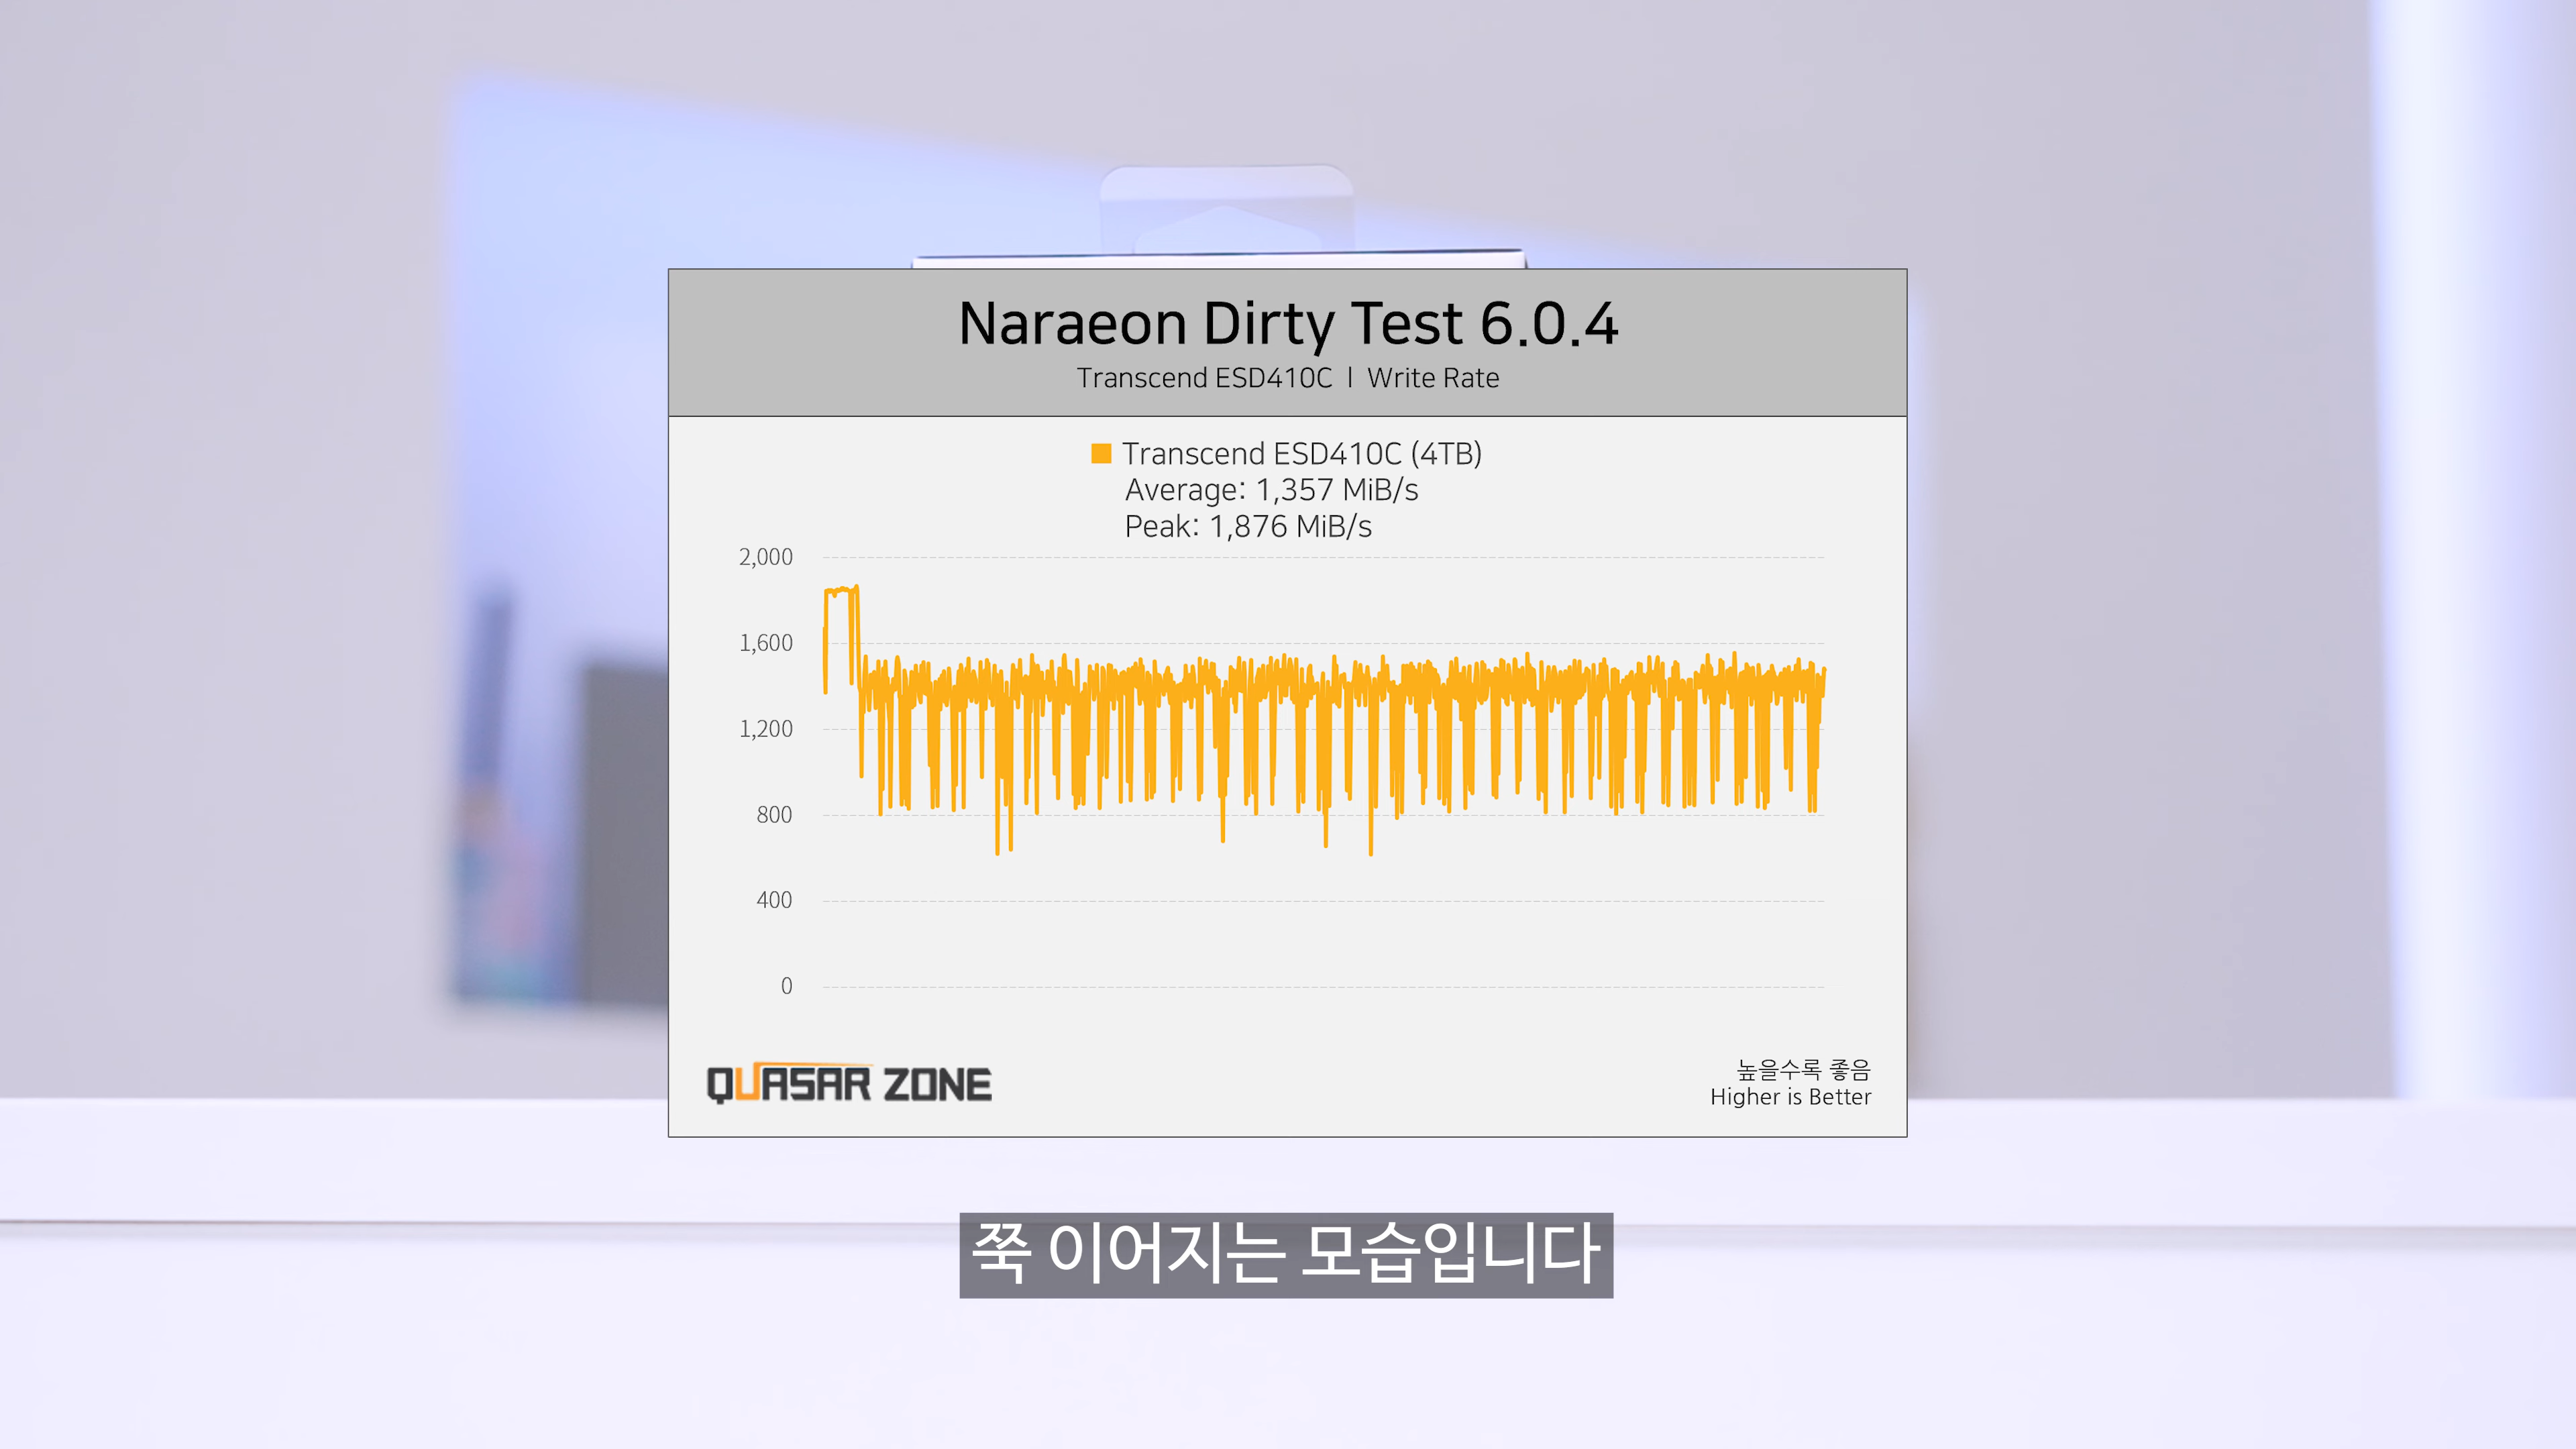 Naraeon Dirty Test 6.0.4
Transcend ESD410C | Write Rate
Transcend ESD410C (4TB)
Average: 1,357 MiB/s
Peak: 1,876 MiB/s
2,000
1,600
1,200
800
400
0
QUASAR ZONE
높을수록 좋음
Higher is Better
쭉 이어지는 모습입니다